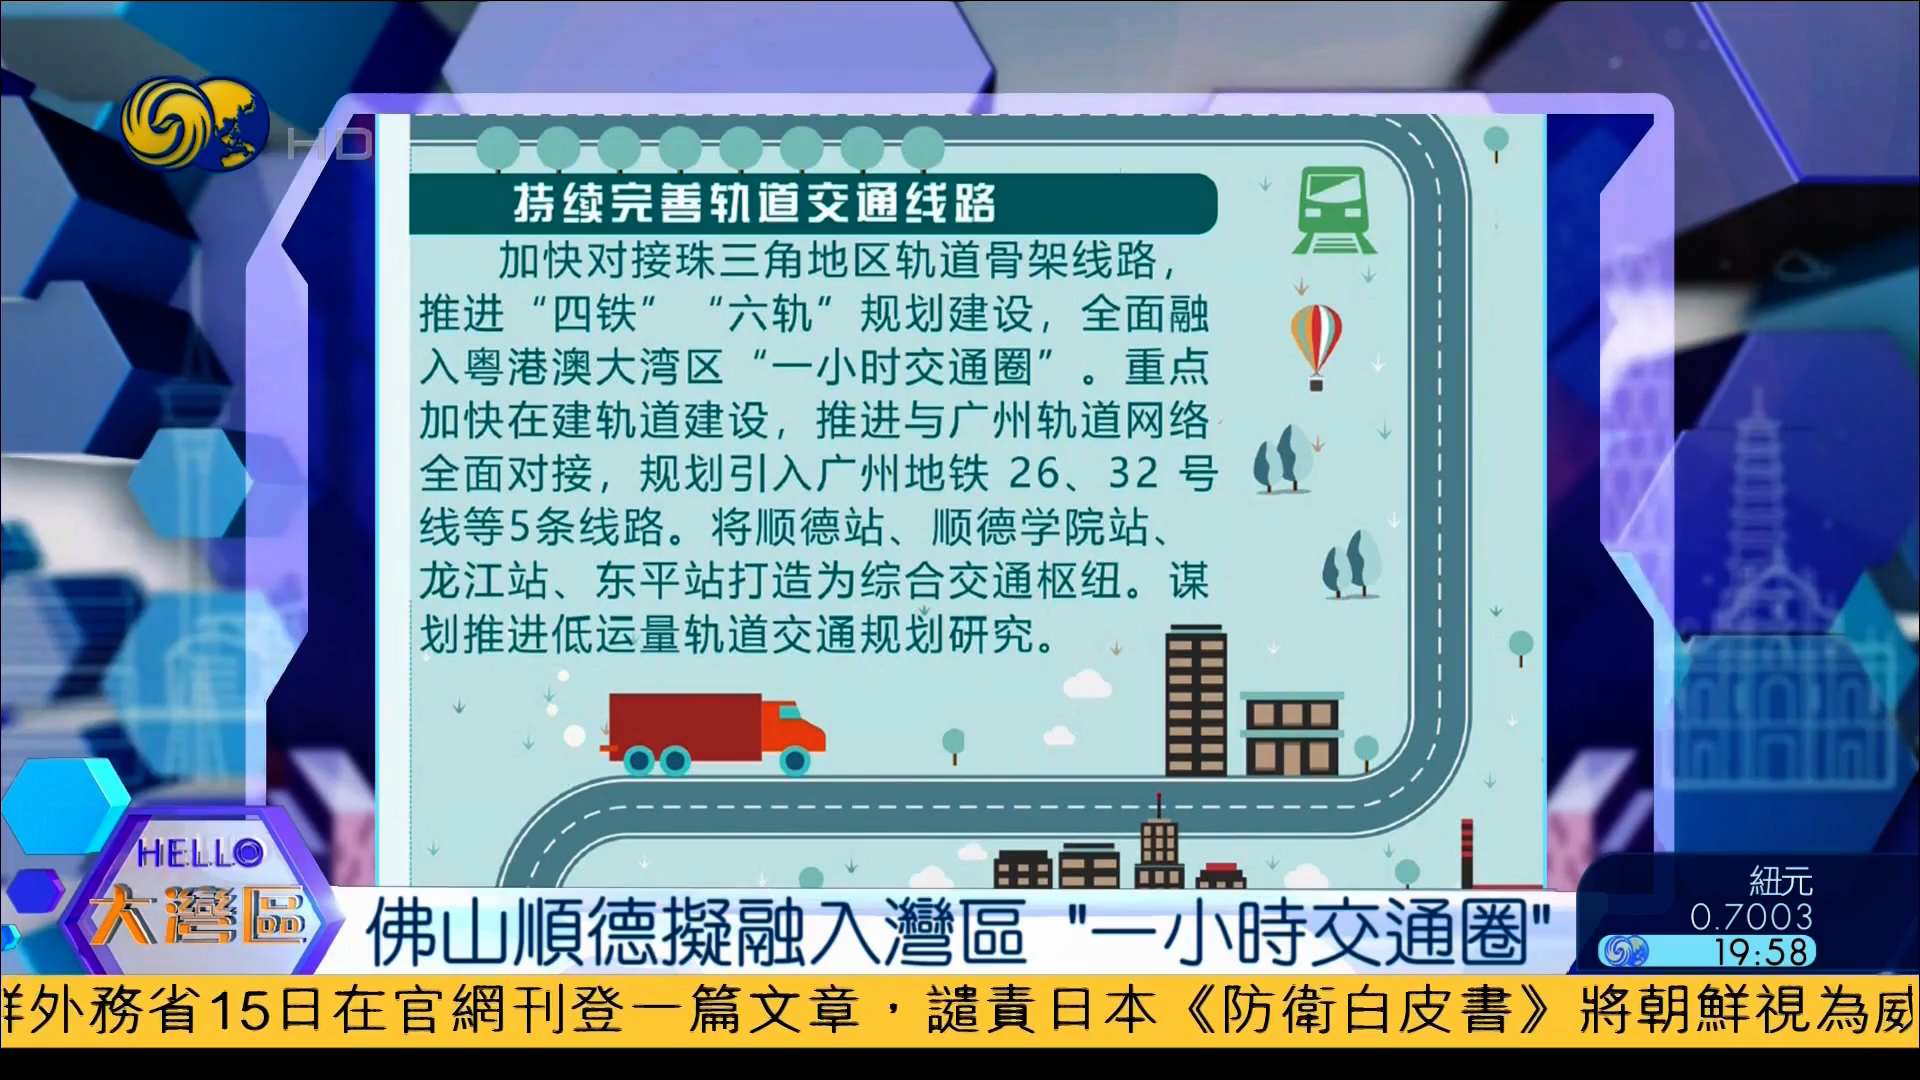 HD
持续完善轨道交通线路
加快对接珠三角地区轨道骨架线路，
推进“四铁”“六轨”规划建设，全面融
入粤港澳大湾区“一小时交通圈”。重点
加快在建轨道建设，推进与广州轨道网络
全面对接，规划引入广州地铁 26、32 号
线等5条线路。将顺德站、顺德学院站、
龙江站、东平站打造为综合交通枢纽。谋
划推进低运量轨道交通规划研究。
HELLO
大灣區
佛山順德擬融入灣區 "一小時交通圈"
紐元
0.7003
19:58
鮮外務省15日在官網刊登一篇文章，譴責日本《防衛白皮書》將朝鮮視為威